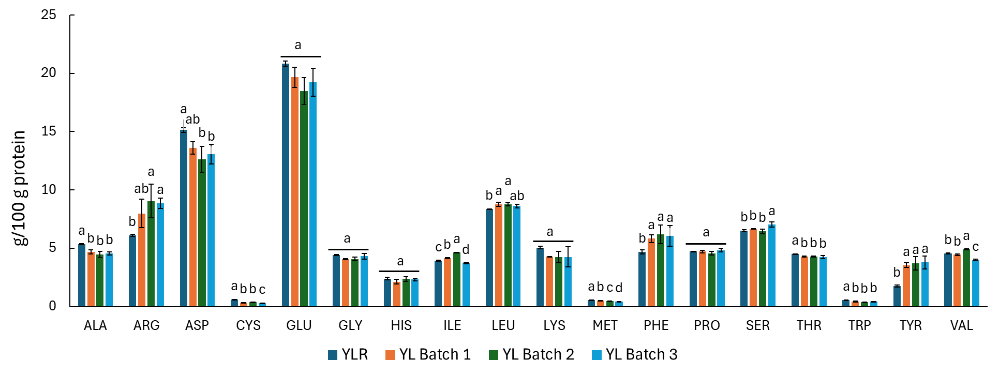 g/100 g protein
25
20
15
10
5
0
a b b b
b ab a a
a ab b b
a b b c
a
a
a
c b a d
b a a ab
a
a b c d
b a a a
a
b b b a
a b b b
a b b b
b a a a
b b a c
ALA ARG ASP CYS GLU GLY HIS ILE LEU LYS MET PHE PRO SER THR TRP TYR VAL
YLR YL Batch 1 YL Batch 2 YL Batch 3